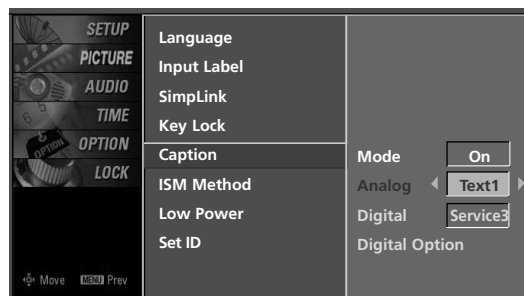 SETUP
PICTURE
AUDIO
TIME
OPTION
LOCK
OPTION
Move MENU Prev
Language
Input Label
SimpLink
Key Lock
Caption
ISM Method
Low Power
Set ID
Mode On
Analog Text1
Digital Service3
Digital Option